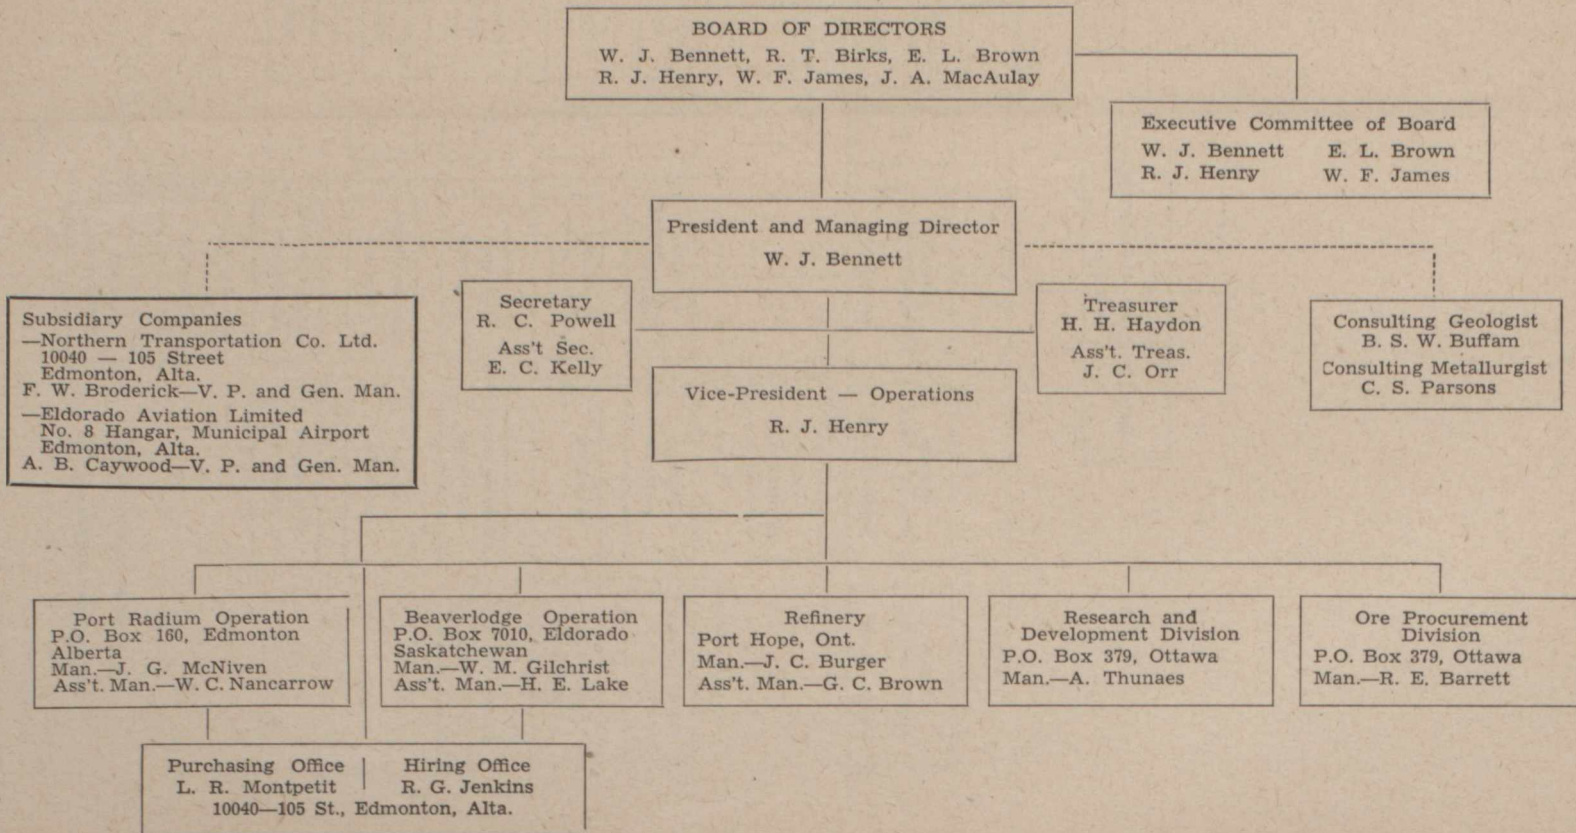 BOARD OF DIRECTORS
W. J. Bennett, R. T. Birks, E. L. Brown
R. J. Henry, W. F. James, J. A. MacAulay
Executive Committee of Board
W. J. Bennett E. L. Brown
R. J. Henry W. F. James
President and Managing Director
W. J. Bennett
Subsidiary Companies
—Northern Transportation Co. Ltd.
10040 — 105 Street
Edmonton, Alta.
F. W. Broderick—V. P. and Gen. Man.
—Eldorado Aviation Limited
No. 8 Hangar, Municipal Airport
Edmonton, Alta.
A. B. Caywood—V. P. and Gen. Man.
Secretary
R. C. Powell
Ass't Sec.
E. C. Kelly
Treasurer
H. H. Haydon
Ass't. Treas.
J. C. Orr
Consulting Geologist
B. S. W. Buffam
Consulting Metallurgist
C. S. Parsons
Vice-President — Operations
R. J. Henry
Port Radium Operation
P.O. Box 160, Edmonton
Alberta
Man.—J. G. McNiven
Ass't. Man.—W. C. Nancarrow
Beaverlodge Operation
P.O. Box 7010, Eldorado
Saskatchewan
Man.—W. M. Gilchrist
Ass't. Man.—H. E. Lake
Refinery
Port Hope, Ont.
Man.—J. C. Burger
Ass't. Man.—G. C. Brown
Research and
Development Division
P.O. Box 379, Ottawa
Man.—A. Thunaes
Ore Procurement
Division
P.O. Box 379, Ottawa
Man.—R. E. Barrett
Purchasing Office | Hiring Office
L. R. Montpetit R. G. Jenkins
10040—105 St., Edmonton, Alta.